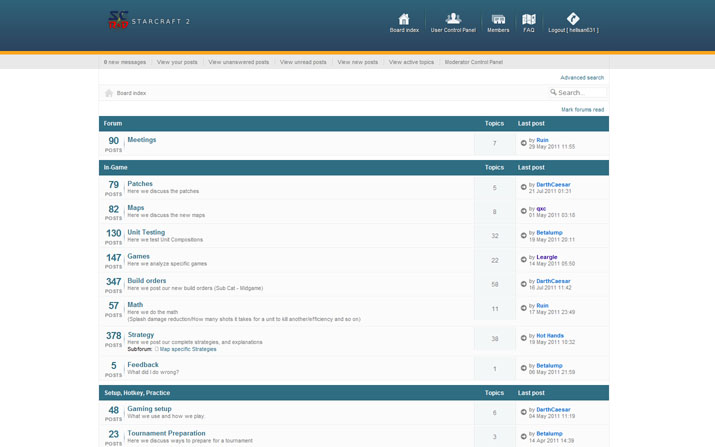 STARCRAFT 2
Board index
User Control Panel
Members
FAQ
Logout [ helisan631 ]
0 new messages
View your posts
View unanswered posts
View unread posts
View new posts
View active topics
Moderator Control Panel
Advanced search
Board index
Search...
Mark forums read
Forum Topics Last post
90 POSTS
Meetings
7
by Ruin
29 May 2011 11:55
In-Game Topics Last post
79 POSTS
Patches
Here we discuss the patches
5
by DarthCaesar
21 Jul 2011 01:31
82 POSTS
Maps
Here we discuss the new maps
8
by qxc
01 May 2011 03:18
130 POSTS
Unit Testing
Here we test Unit Compositions
32
by Betalump
19 May 2011 20:11
147 POSTS
Games
Here we analyze specific games
22
by Leargle
14 May 2011 05:50
347 POSTS
Build orders
Here we post our new build orders (Sub Cat - Midgame)
58
by DarthCaesar
16 Jul 2011 11:42
57 POSTS
Math
Here we do the math
(Splash damage reduction/How many shots it takes for a unit to kill another/efficiency and so on)
11
by Ruin
17 May 2011 23:49
378 POSTS
Strategy
Here we post our complete strategies, and explanations
Subforum: Map specific Strategies
38
by Hot Hands
19 May 2011 10:32
5 POSTS
Feedback
What did I do wrong?
1
by Betalump
06 May 2011 21:59
Setup, Hotkey, Practice Topics Last post
48 POSTS
Gaming setup
What we use and how we play.
6
by DarthCaesar
04 May 2011 11:19
23 POSTS
Tournament Preparation
Here we discuss ways to prepare for a tournament
3
by Betalump
14 Apr 2011 14:39